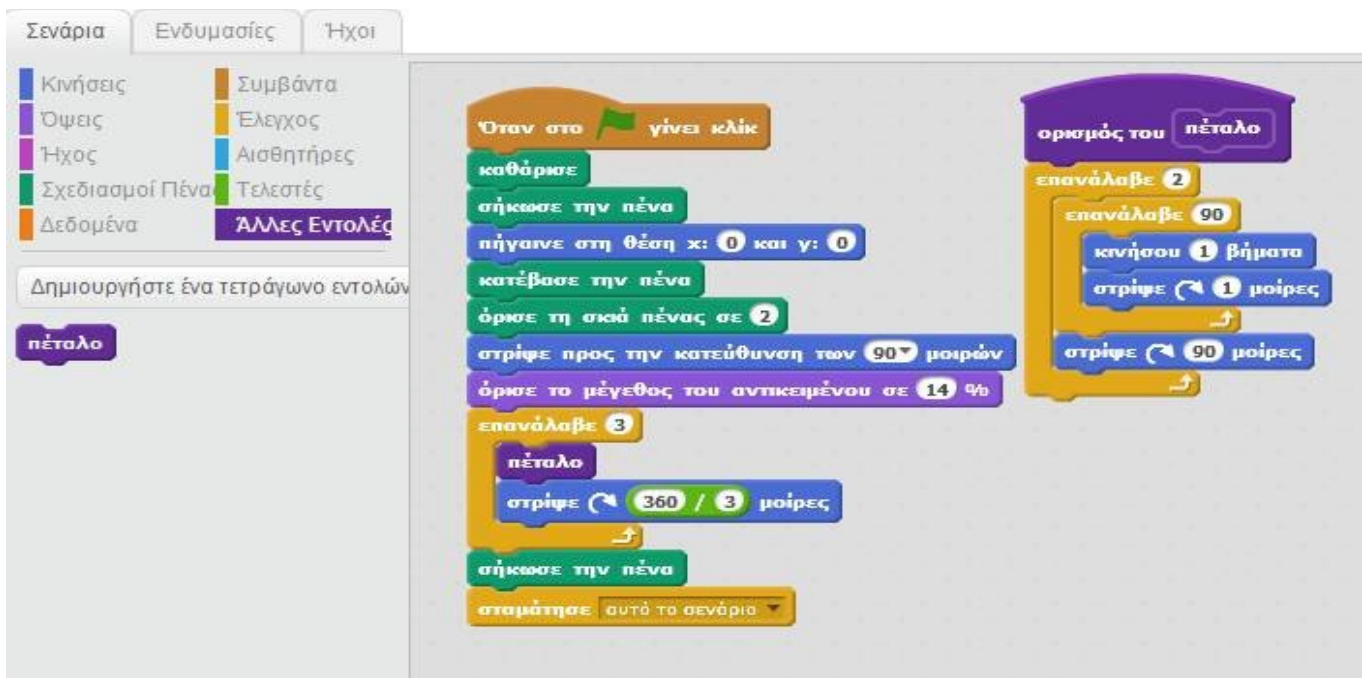 Σενάρια Ενδυμασίες Ήχοι
Κινήσεις Συμβάντα
Όψεις Έλεγχος
Ήχος Αισθητήρες
Σχεδιασμοί Πένας Τελεστές
Δεδομένα Άλλες Εντολές
Δημιουργήστε ένα τετράγωνο εντολών
πέταλο
Όταν στο γίνει κλίκ
καθάρισε
σήκωσε την πένα
πήγαινε στη θέση x: 0 και y: 0
κατέβασε την πένα
όρισε τη σκιά πένας σε 2
στρίψε προς την κατεύθυνση των 90 μοιρών
όρισε το μέγεθος του αντικειμένου σε 14 %
επανάλαβε 3
πέταλο
στρίψε 360 / 3 μοίρες
σήκωσε την πένα
σταμάτησε αυτό το σενάριο
ορισμός του πέταλο
επανάλαβε 2
επανάλαβε 90
κινήσου 1 βήματα
στρίψε 1 μοίρες
στρίψε 90 μοίρες